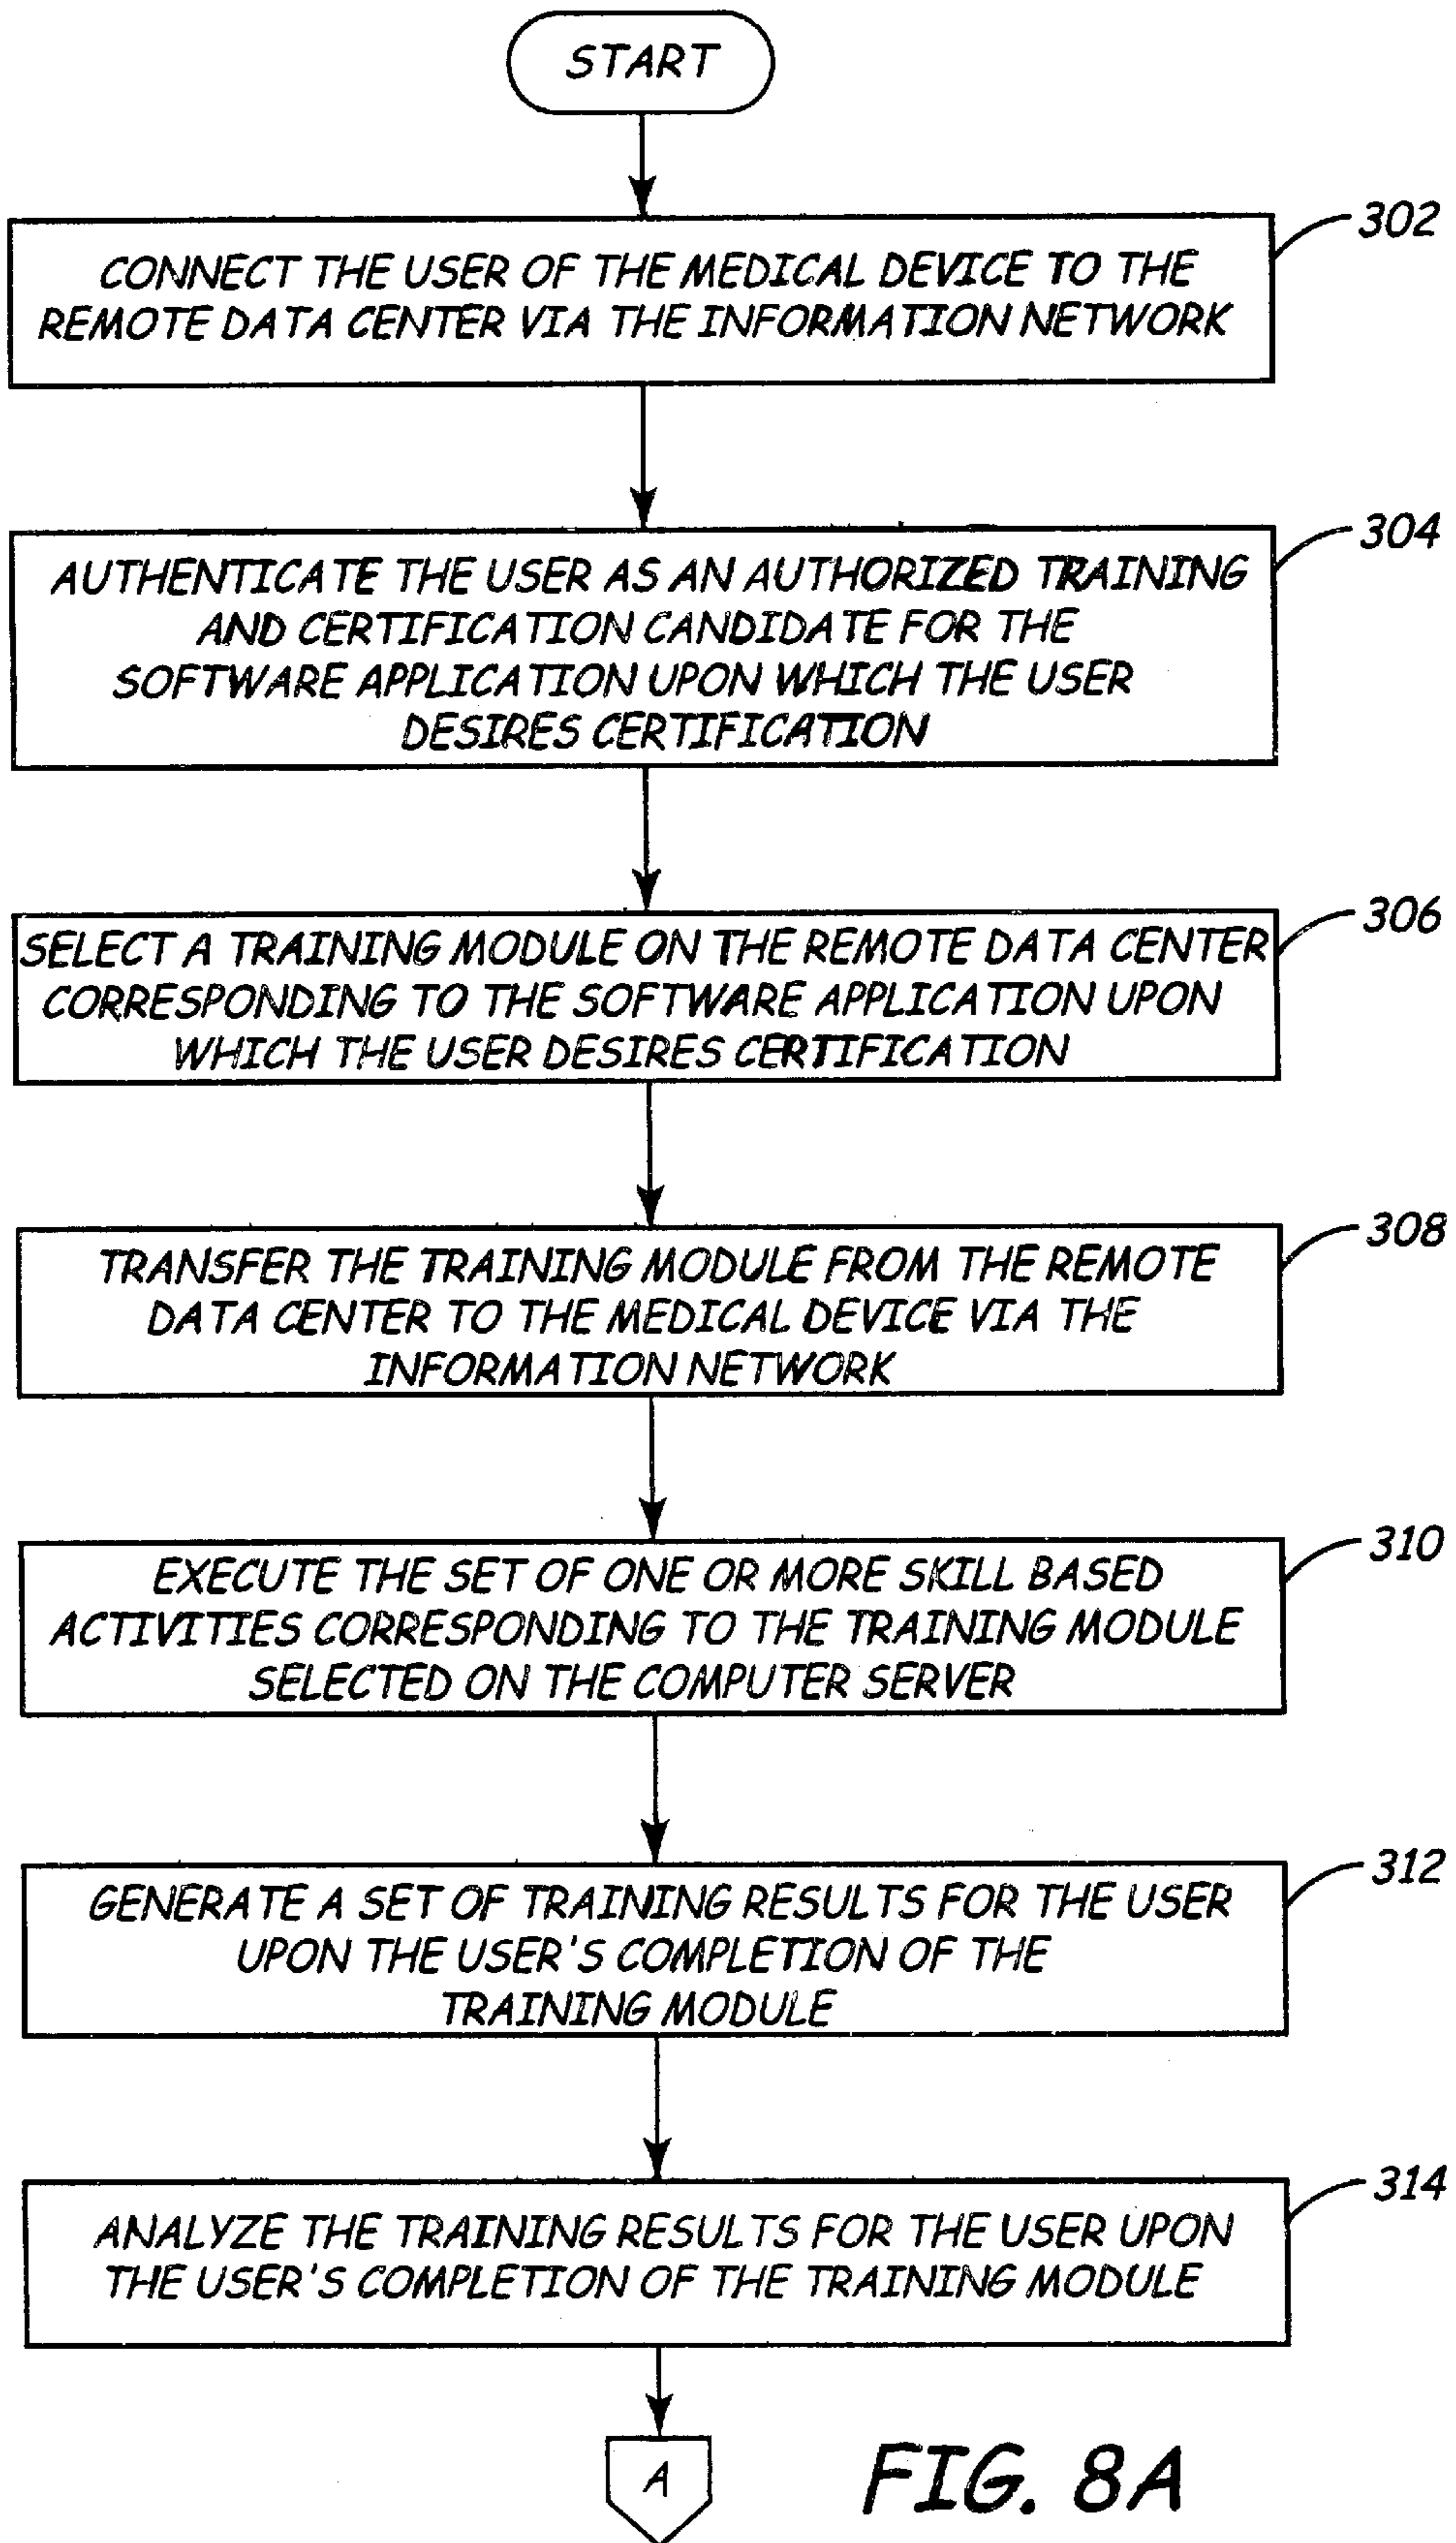 START
302
CONNECT THE USER OF THE MEDICAL DEVICE TO THE
REMOTE DATA CENTER VIA THE INFORMATION NETWORK
304
AUTHENTICATE THE USER AS AN AUTHORIZED TRAINING
AND CERTIFICATION CANDIDATE FOR THE
SOFTWARE APPLICATION UPON WHICH THE USER
DESIRES CERTIFICATION
306
SELECT A TRAINING MODULE ON THE REMOTE DATA CENTER
CORRESPONDING TO THE SOFTWARE APPLICATION UPON
WHICH THE USER DESIRES CERTIFICATION
308
TRANSFER THE TRAINING MODULE FROM THE REMOTE
DATA CENTER TO THE MEDICAL DEVICE VIA THE
INFORMATION NETWORK
310
EXECUTE THE SET OF ONE OR MORE SKILL BASED
ACTIVITIES CORRESPONDING TO THE TRAINING MODULE
SELECTED ON THE COMPUTER SERVER
312
GENERATE A SET OF TRAINING RESULTS FOR THE USER
UPON THE USER'S COMPLETION OF THE
TRAINING MODULE
314
ANALYZE THE TRAINING RESULTS FOR THE USER UPON
THE USER'S COMPLETION OF THE TRAINING MODULE
A
FIG. 8A